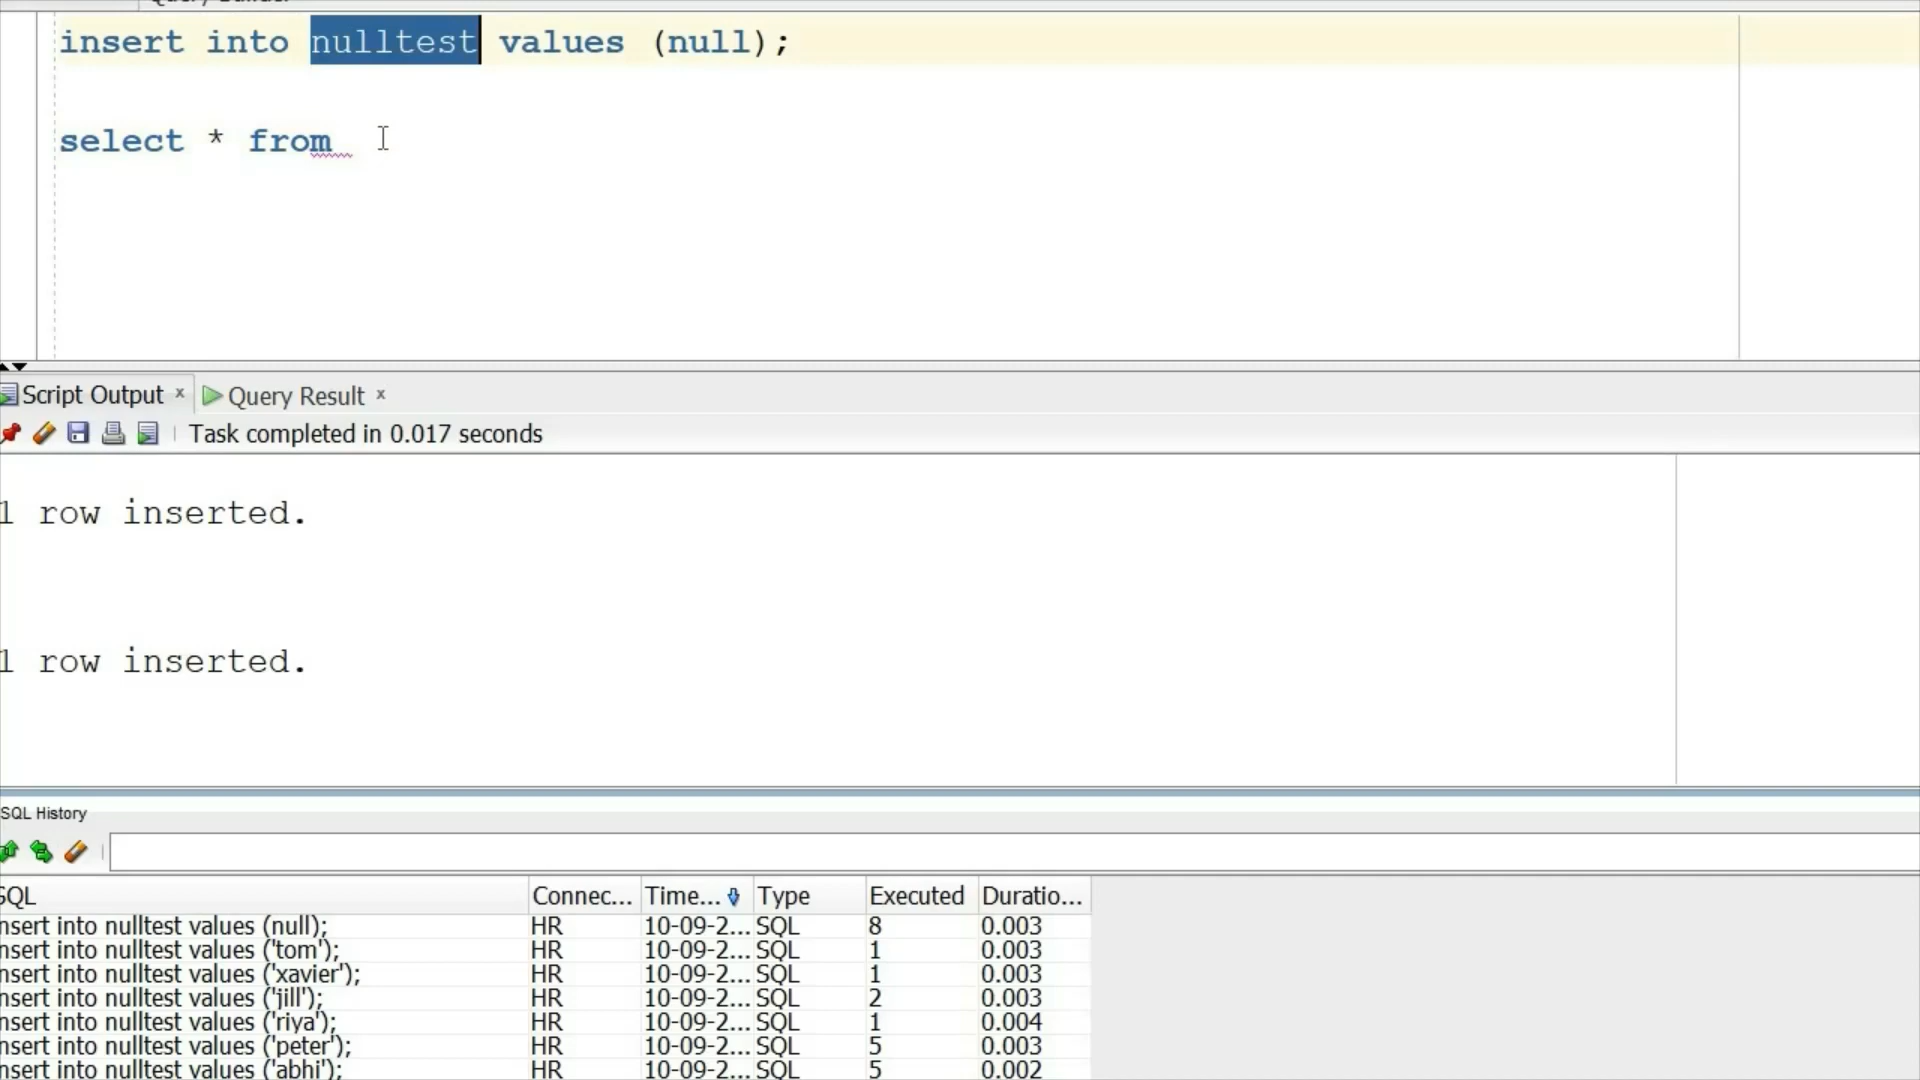 Query Builder
insert into nulltest values (null);
select * from
Script Output x Query Result x
Task completed in 0.017 seconds
1 row inserted.
1 row inserted.
SQL History
SQL Connec... Time... Type Executed Duratio...
nsert into nulltest values (null); HR 10-09-2... SQL 8 0.003
nsert into nulltest values ('tom'); HR 10-09-2... SQL 1 0.003
nsert into nulltest values ('xavier'); HR 10-09-2... SQL 1 0.003
nsert into nulltest values ('jill'); HR 10-09-2... SQL 2 0.003
nsert into nulltest values ('riya'); HR 10-09-2... SQL 1 0.004
nsert into nulltest values ('peter'); HR 10-09-2... SQL 5 0.003
nsert into nulltest values ('abhi'); HR 10-09-2... SQL 5 0.002